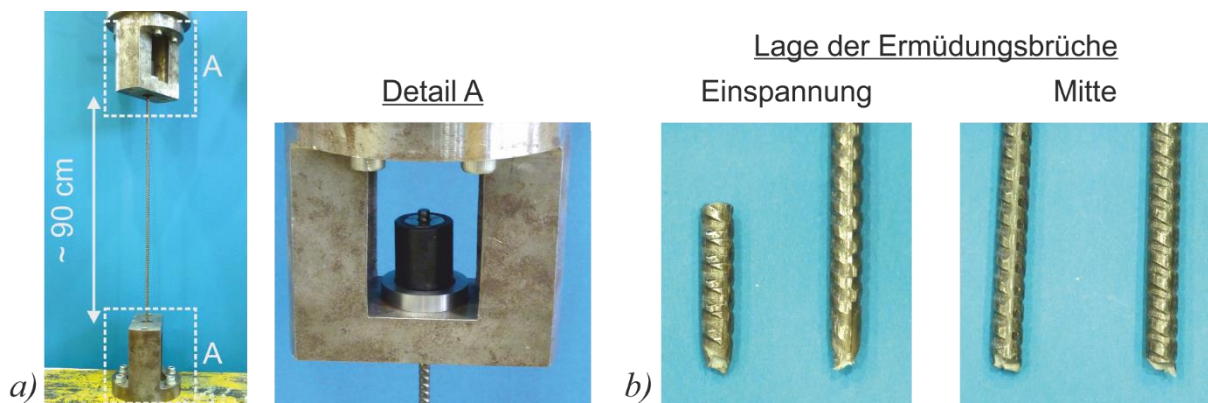 A
~ 90 cm
A
a)
Detail A
Lage der Ermüdungsbrüche
Einspannung
Mitte
b)